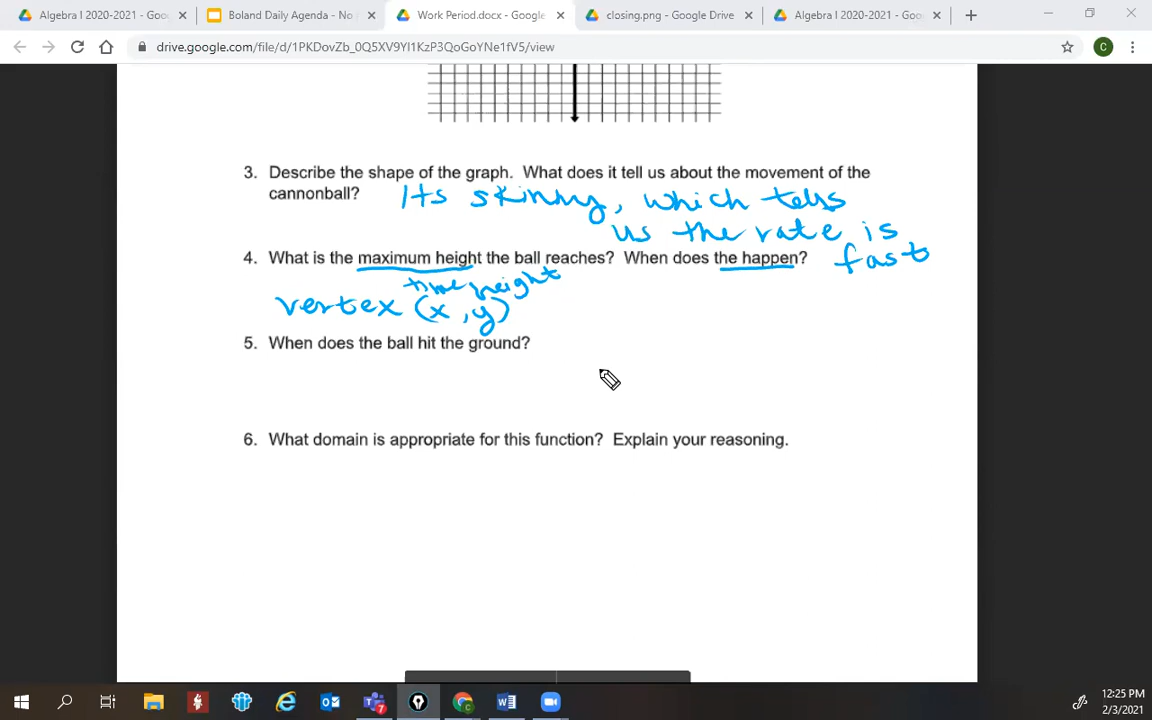 Algebra I 2020-2021 - Goo
Boland Daily Agenda - No
Work Period.docx - Google
closing.png - Google Drive
Algebra I 2020-2021 - Goo
drive.google.com/file/d/1PKDovZb_0Q5XV9YI1KzP3QoGoYNe1fV5/view
C
3. Describe the shape of the graph. What does it tell us about the movement of the
cannonball? Its skinny, which tells
us the rate is
fast
4. What is the maximum height the ball reaches? When does the happen?
time height
vertex (x, y)
5. When does the ball hit the ground?
6. What domain is appropriate for this function? Explain your reasoning.
12:25 PM
2/3/2021